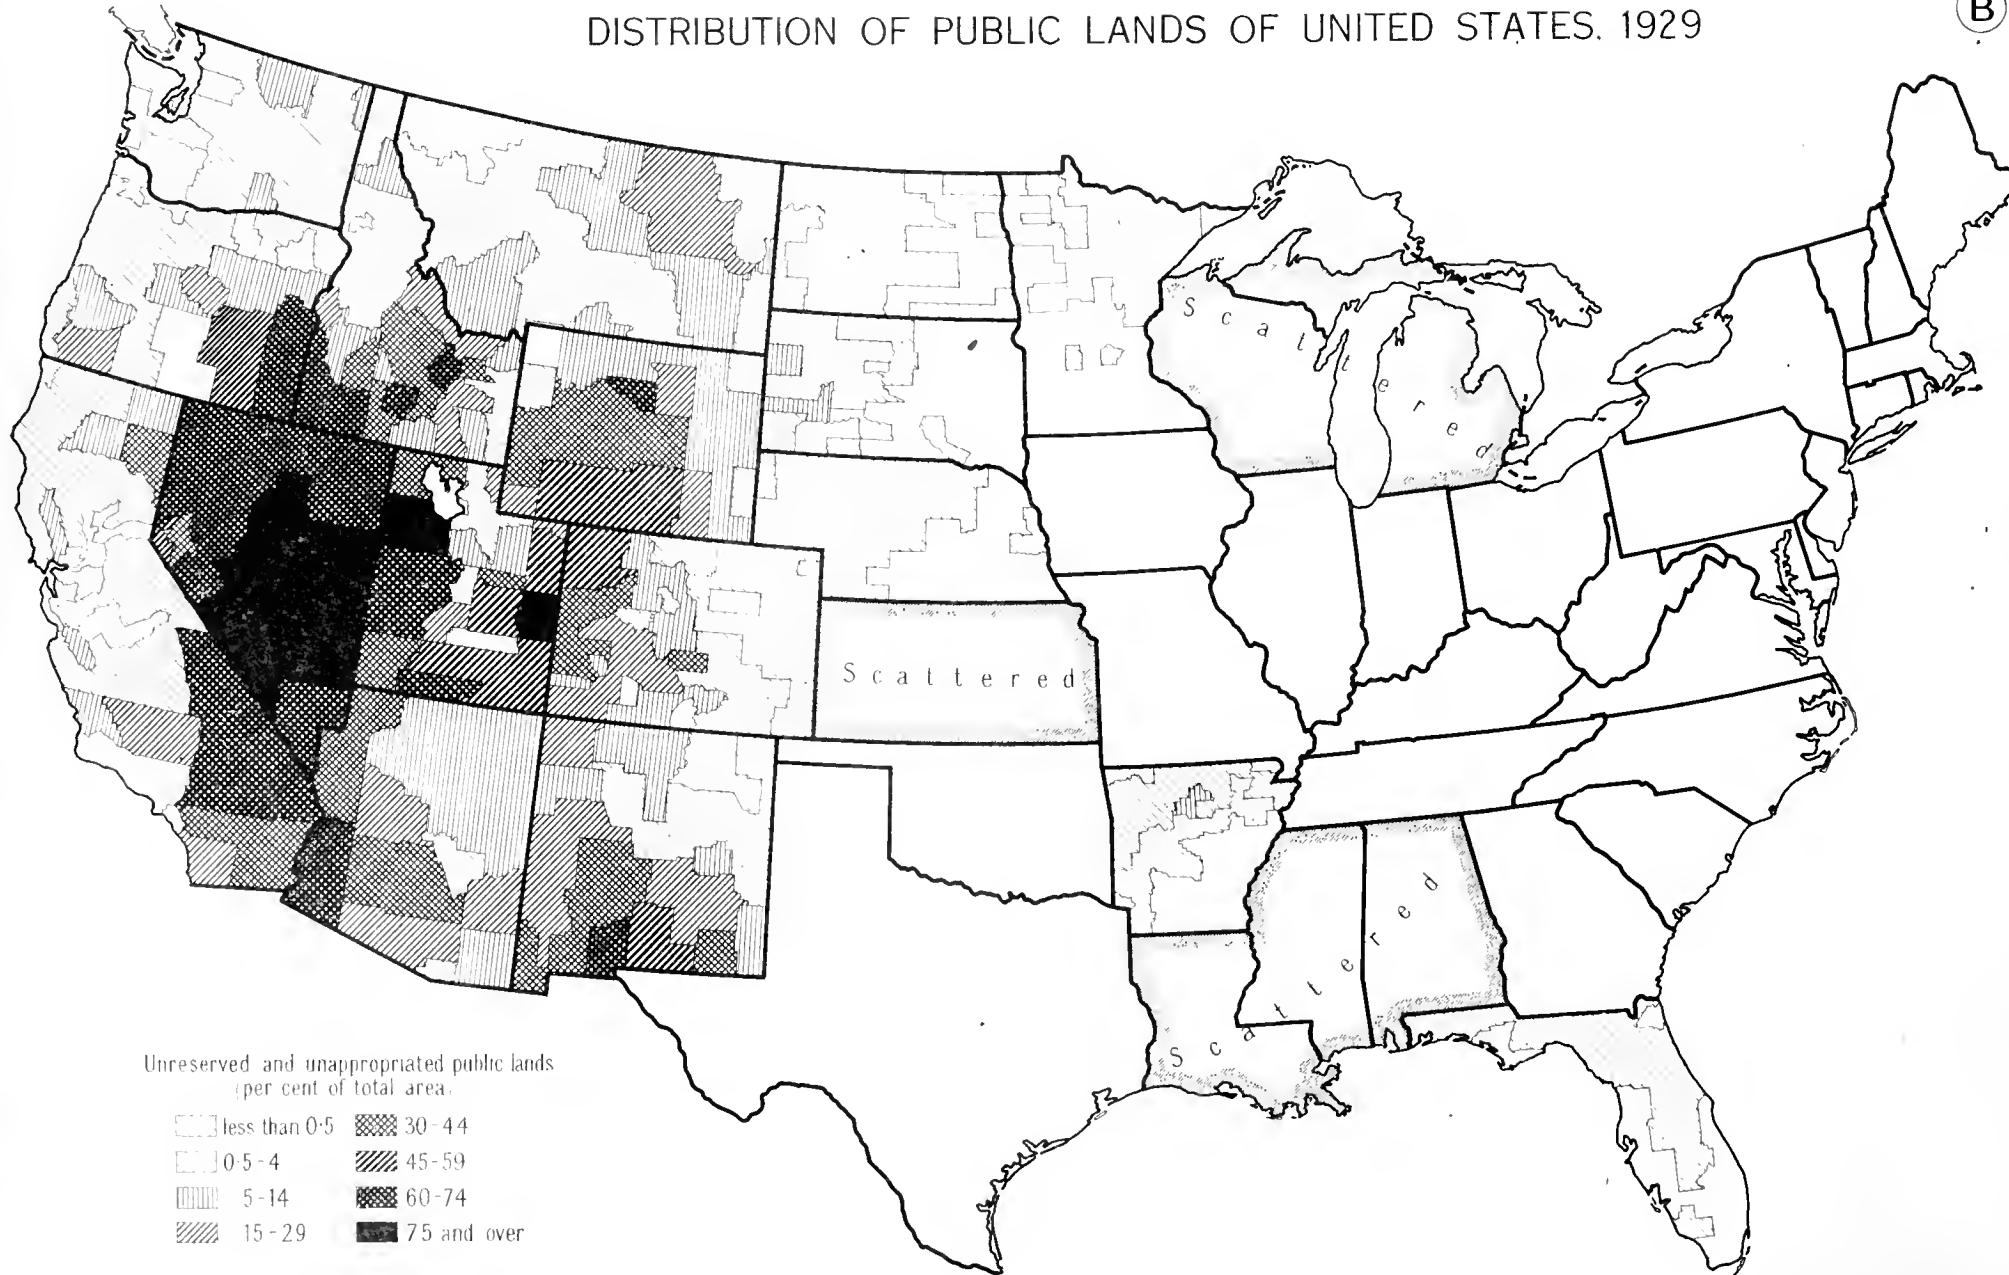 DISTRIBUTION OF PUBLIC LANDS OF UNITED STATES. 1929
B
Scattered
Scattered
Scattered
Unreserved and unappropriated public lands
(per cent of total area)
less than 0·5
30-44
0·5-4
45-59
5-14
60-74
15-29
75 and over